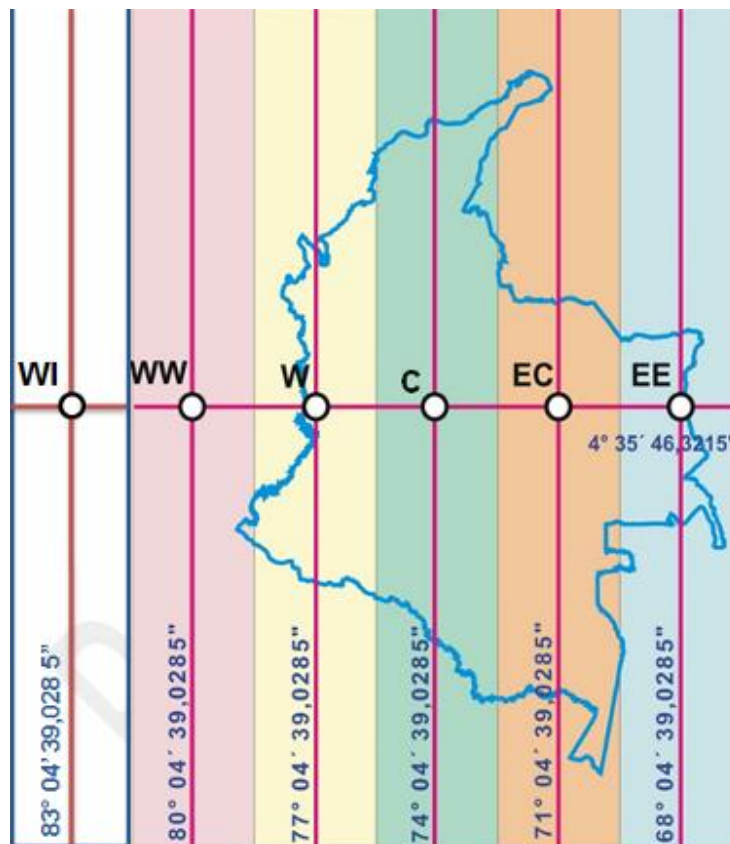 WI
WW
W
C
EC
EE
4° 35´ 46,3215"
83° 04' 39,028 5”
80° 04´ 39,0285"
77° 04´ 39,0285"
74° 04´ 39,0285"
71° 04´ 39,0285"
68° 04´ 39,0285"